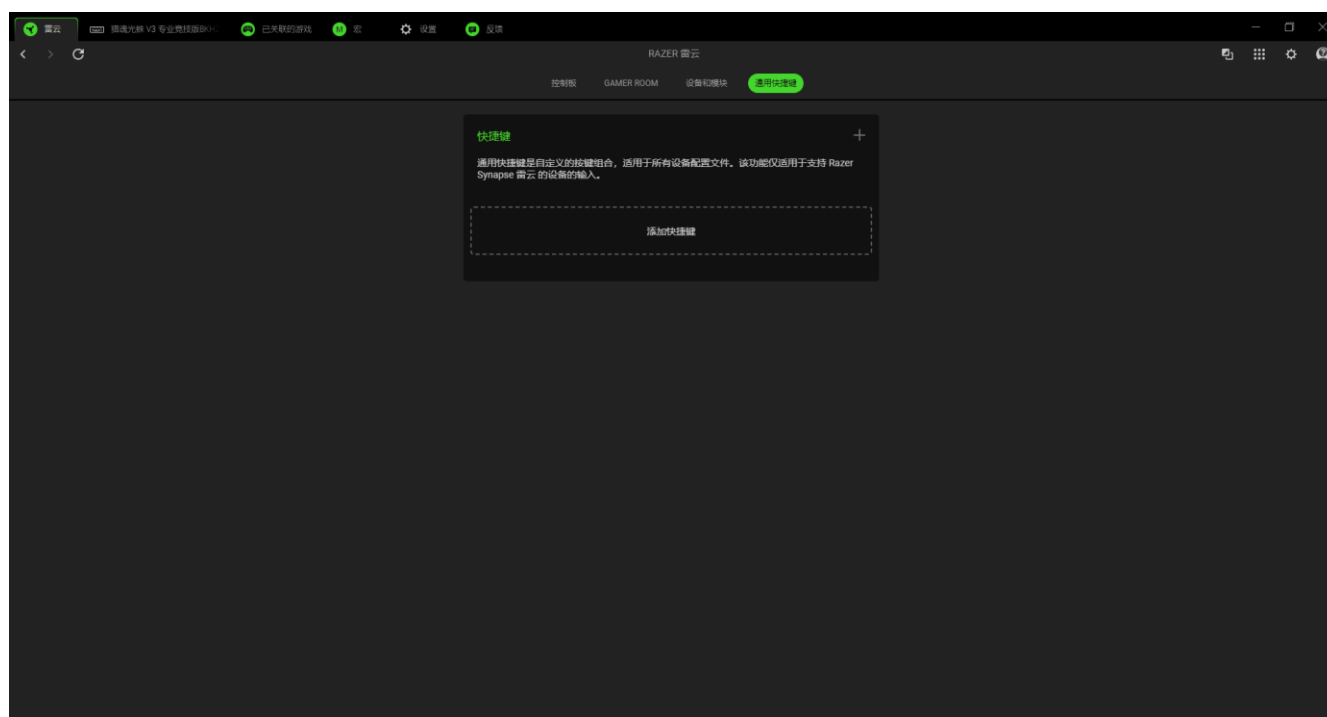 雷云
猎魂光蛛 V3 专业竞技版BKHC
已关联的游戏
宏
设置
反馈
RAZER 雷云
控制板
GAMER ROOM
设备和模块
通用快捷键
快捷键
通用快捷键是自定义的按键组合，适用于所有设备配置文件。该功能仅适用于支持 Razer
Synapse 雷云 的设备的输入。
添加快捷键